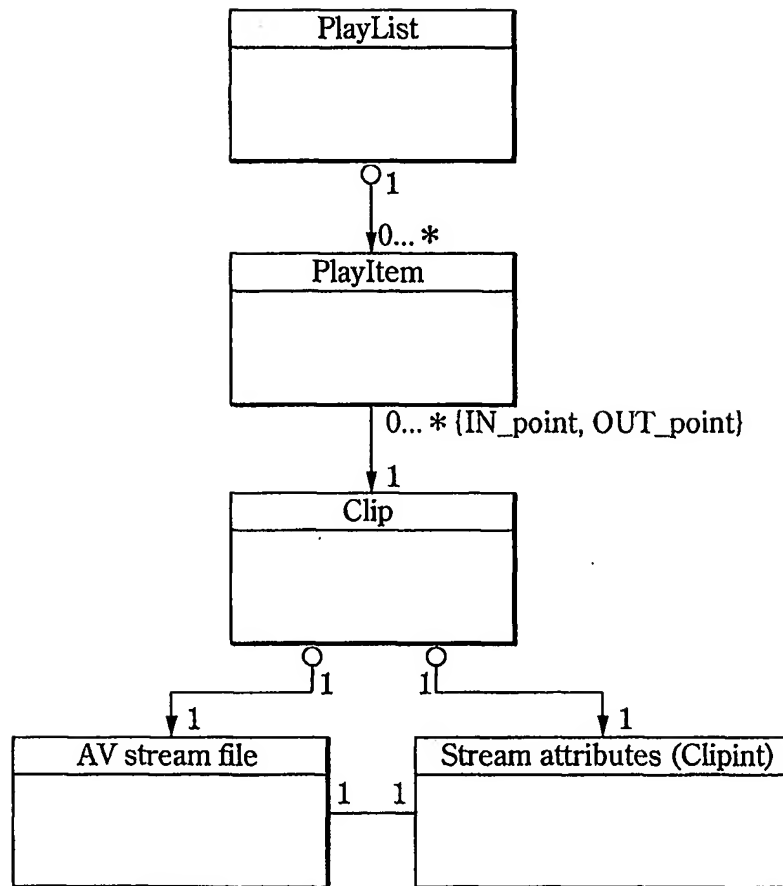 PlayList
1
0... *
PlayItem
0... * {IN_point, OUT_point}
1
Clip
1 1
1 1
AV stream file Stream attributes (Clipint)
1 1